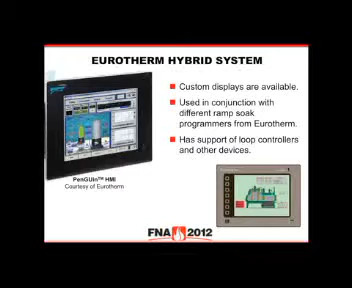 EUROTHERM HYBRID SYSTEM
Custom displays are available.
Used in conjunction with
different ramp soak
programmers from Eurotherm.
Has support of loop controllers
and other devices.
PenGUin™ HMI
Courtesy of Eurotherm
FNA 2012